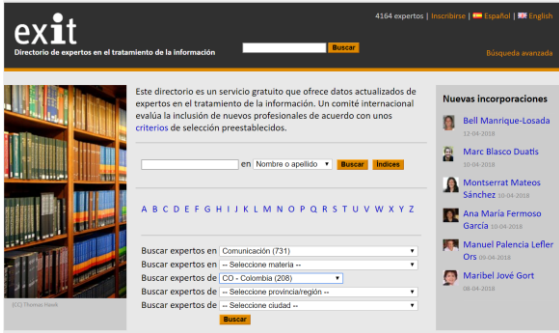 4164 expertos | Inscribirse | Español | English
exit
Directorio de expertos en el tratamiento de la información
Buscar
Búsqueda avanzada
Este directorio es un servicio gratuito que ofrece datos actualizados de
expertos en el tratamiento de la información. Un comité internacional
evalúa la inclusión de nuevos profesionales de acuerdo con unos
criterios de selección preestablecidos.
en Nombre o apellido Buscar Índices
A B C D E F G H I J K L M N O P Q R S T U V W X Y Z
Buscar expertos en Comunicación (731)
Buscar expertos en -- Seleccione materia --
Buscar expertos de CO - Colombia (208)
Buscar expertos de -- Seleccione provincia/región --
Buscar expertos de -- Seleccione ciudad --
Buscar
(CC) Thomas Hawk
Nuevas incorporaciones
Bell Manrique-Losada
12-04-2018
Marc Blasco Duatis
10-04-2018
Montserrat Mateos
Sánchez 10-04-2018
Ana María Fermoso
García 10-04-2018
Manuel Palencia Lefler
Ors 09-04-2018
Maribel Jové Gort
08-04-2018